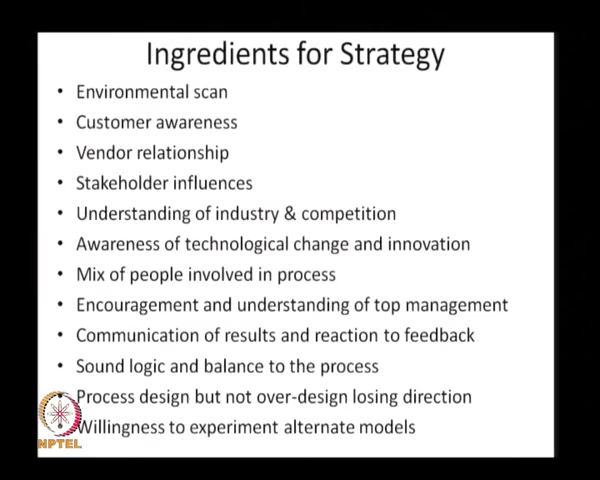 Ingredients for Strategy
• Environmental scan
• Customer awareness
• Vendor relationship
• Stakeholder influences
• Understanding of industry & competition
• Awareness of technological change and innovation
• Mix of people involved in process
• Encouragement and understanding of top management
• Communication of results and reaction to feedback
• Sound logic and balance to the process
Process design but not over-design losing direction
Willingness to experiment alternate models
NPTEL